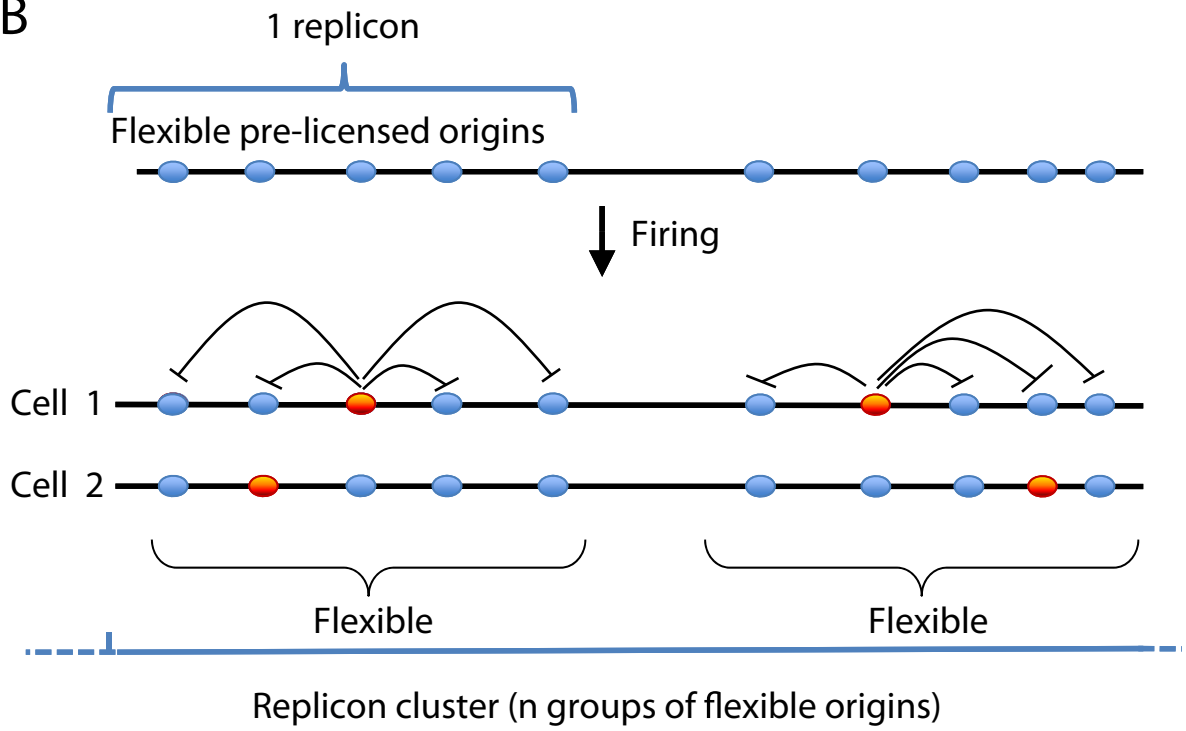 B
1 replicon
Flexible pre-licensed origins
Firing
Cell 1
Cell 2
Flexible Flexible
Replicon cluster (n groups of flexible origins)